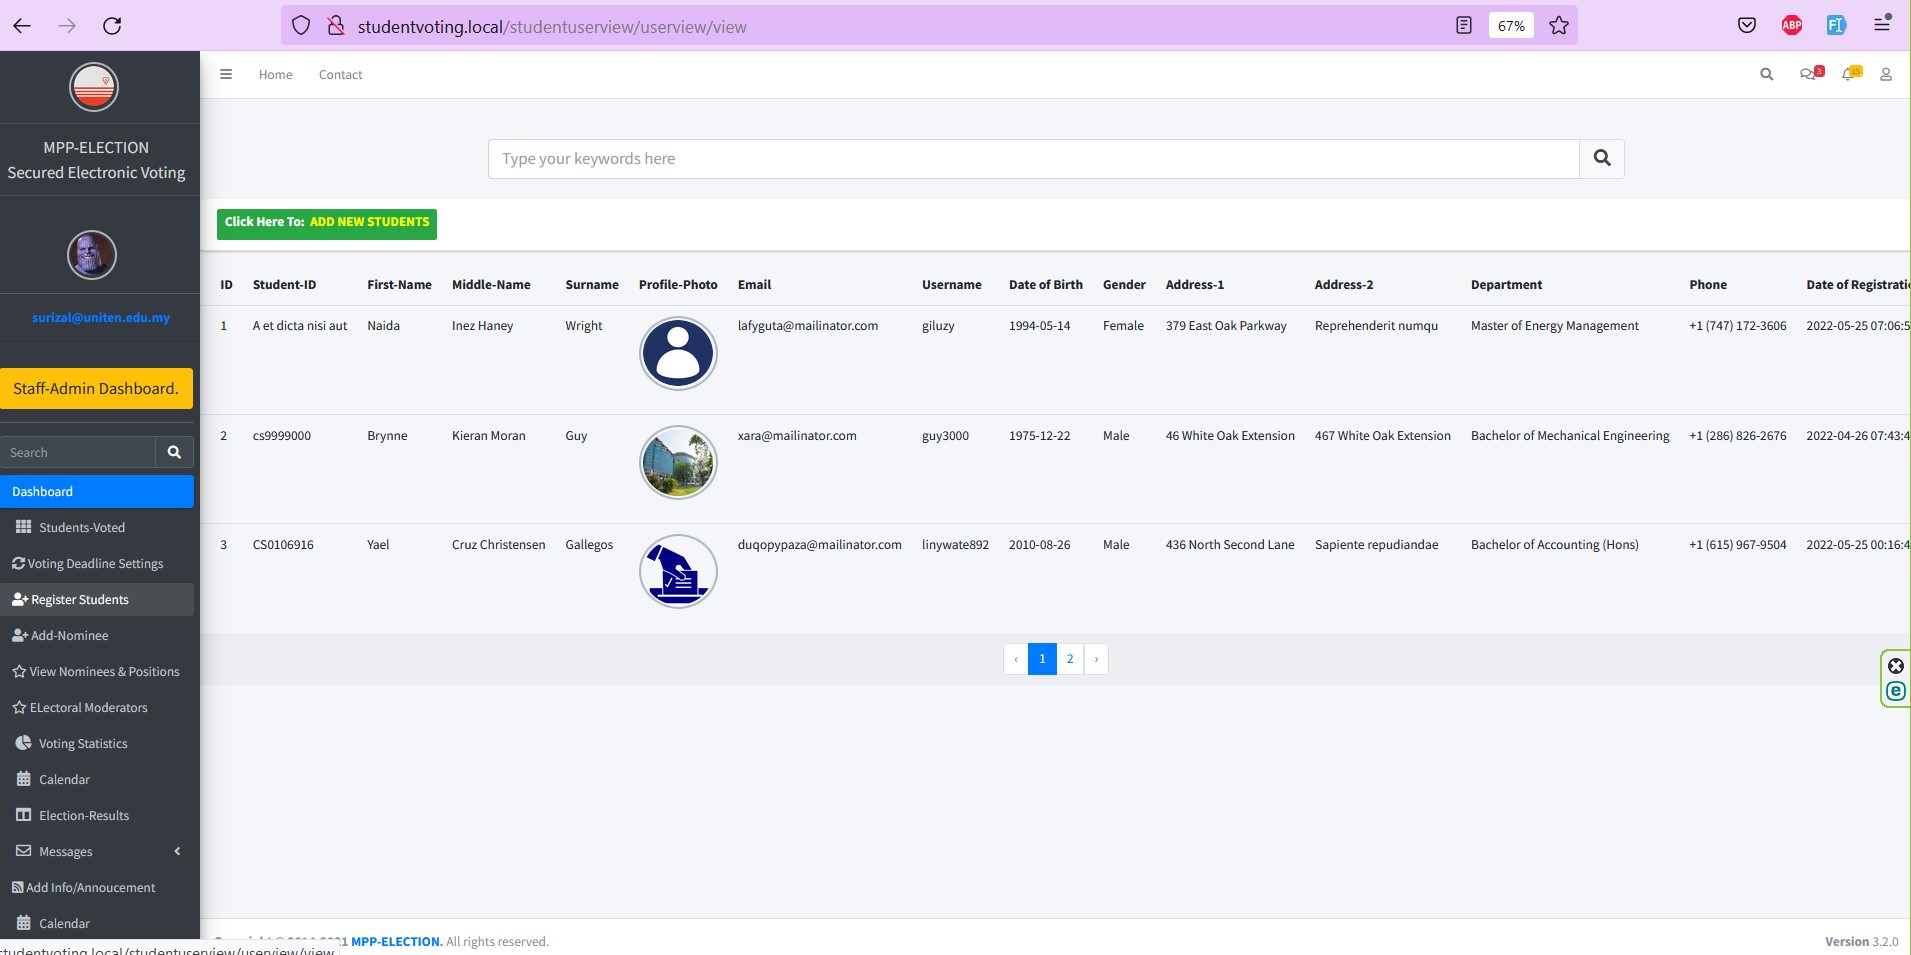 studentvoting.local/studentuserview/userview/view
67%
ABP
MPP-ELECTION
Secured Electronic Voting
surizal@uniten.edu.my
Staff-Admin Dashboard.
Search
Dashboard
Students-Voted
Voting Deadline Settings
Register Students
Add-Nominee
View Nominees & Positions
ELectoral Moderators
Voting Statistics
Calendar
Election-Results
Messages
Add Info/Annoucement
Calendar
studentvoting.local/studentuserview/userview/view
Home Contact
3 15
Type your keywords here
Click Here To: ADD NEW STUDENTS
ID Student-ID First-Name Middle-Name Surname Profile-Photo Email Username Date of Birth Gender Address-1 Address-2 Department Phone Date of Registrati
1 A et dicta nisi aut Naida Inez Haney Wright lafyguta@mailinator.com giluzy 1994-05-14 Female 379 East Oak Parkway Reprehenderit numqu Master of Energy Management +1 (747) 172-3606 2022-05-25 07:06:5
2 cs9999000 Brynne Kieran Moran Guy xara@mailinator.com guy3000 1975-12-22 Male 46 White Oak Extension 467 White Oak Extension Bachelor of Mechanical Engineering +1 (286) 826-2676 2022-04-26 07:43:4
3 CS0106916 Yael Cruz Christensen Gallegos duqopypaza@mailinator.com linywate892 2010-08-26 Male 436 North Second Lane Sapiente repudiandae Bachelor of Accounting (Hons) +1 (615) 967-9504 2022-05-25 00:16:4
‹ 1 2 ›
MPP-ELECTION. All rights reserved.
Version 3.2.0